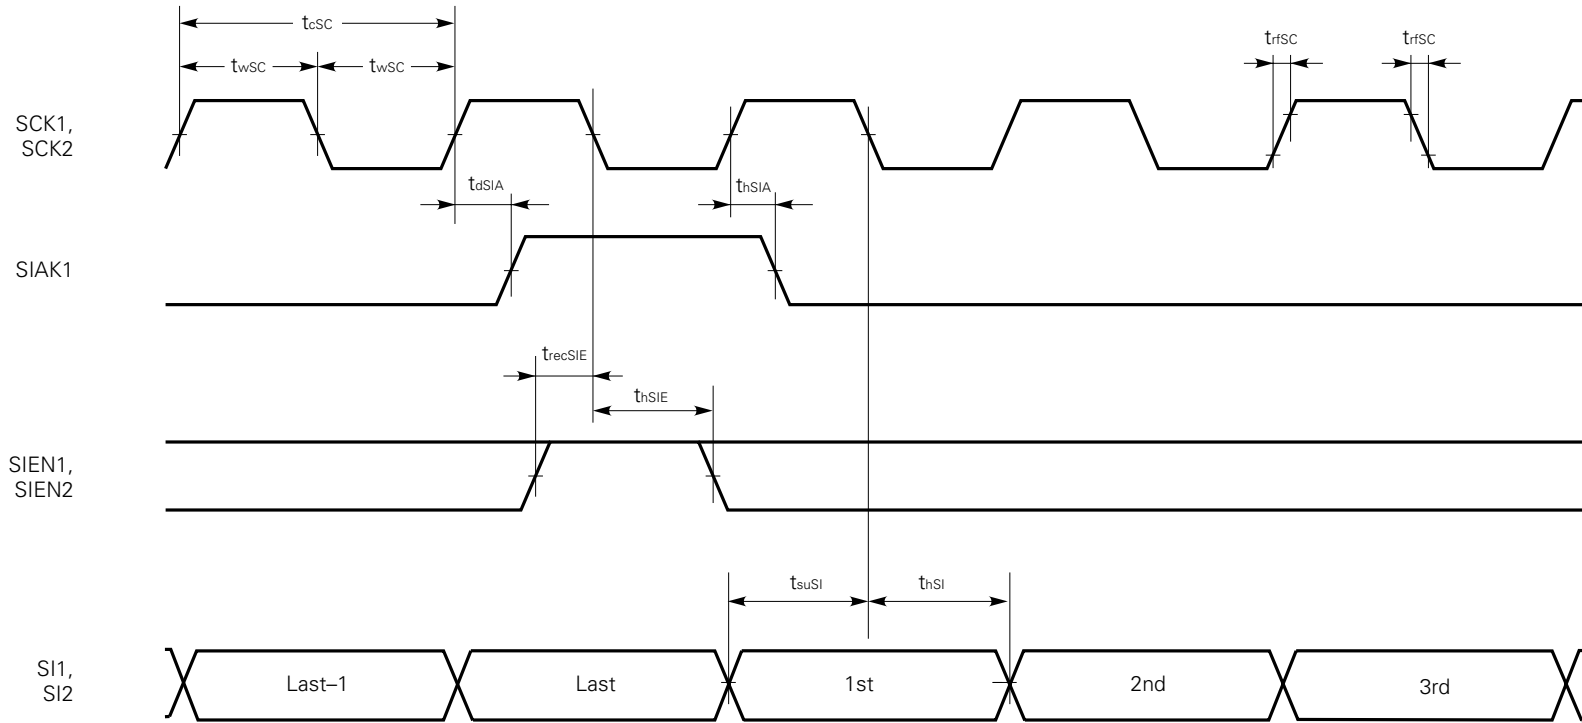 tcSC
twSC twSC trfSC trfSC
SCK1,
SCK2
tdSIA thSIA
SIAK1
trecSIE
thSIE
SIEN1,
SIEN2
tsuSI thSI
SI1,
SI2
Last–1 Last 1st 2nd 3rd